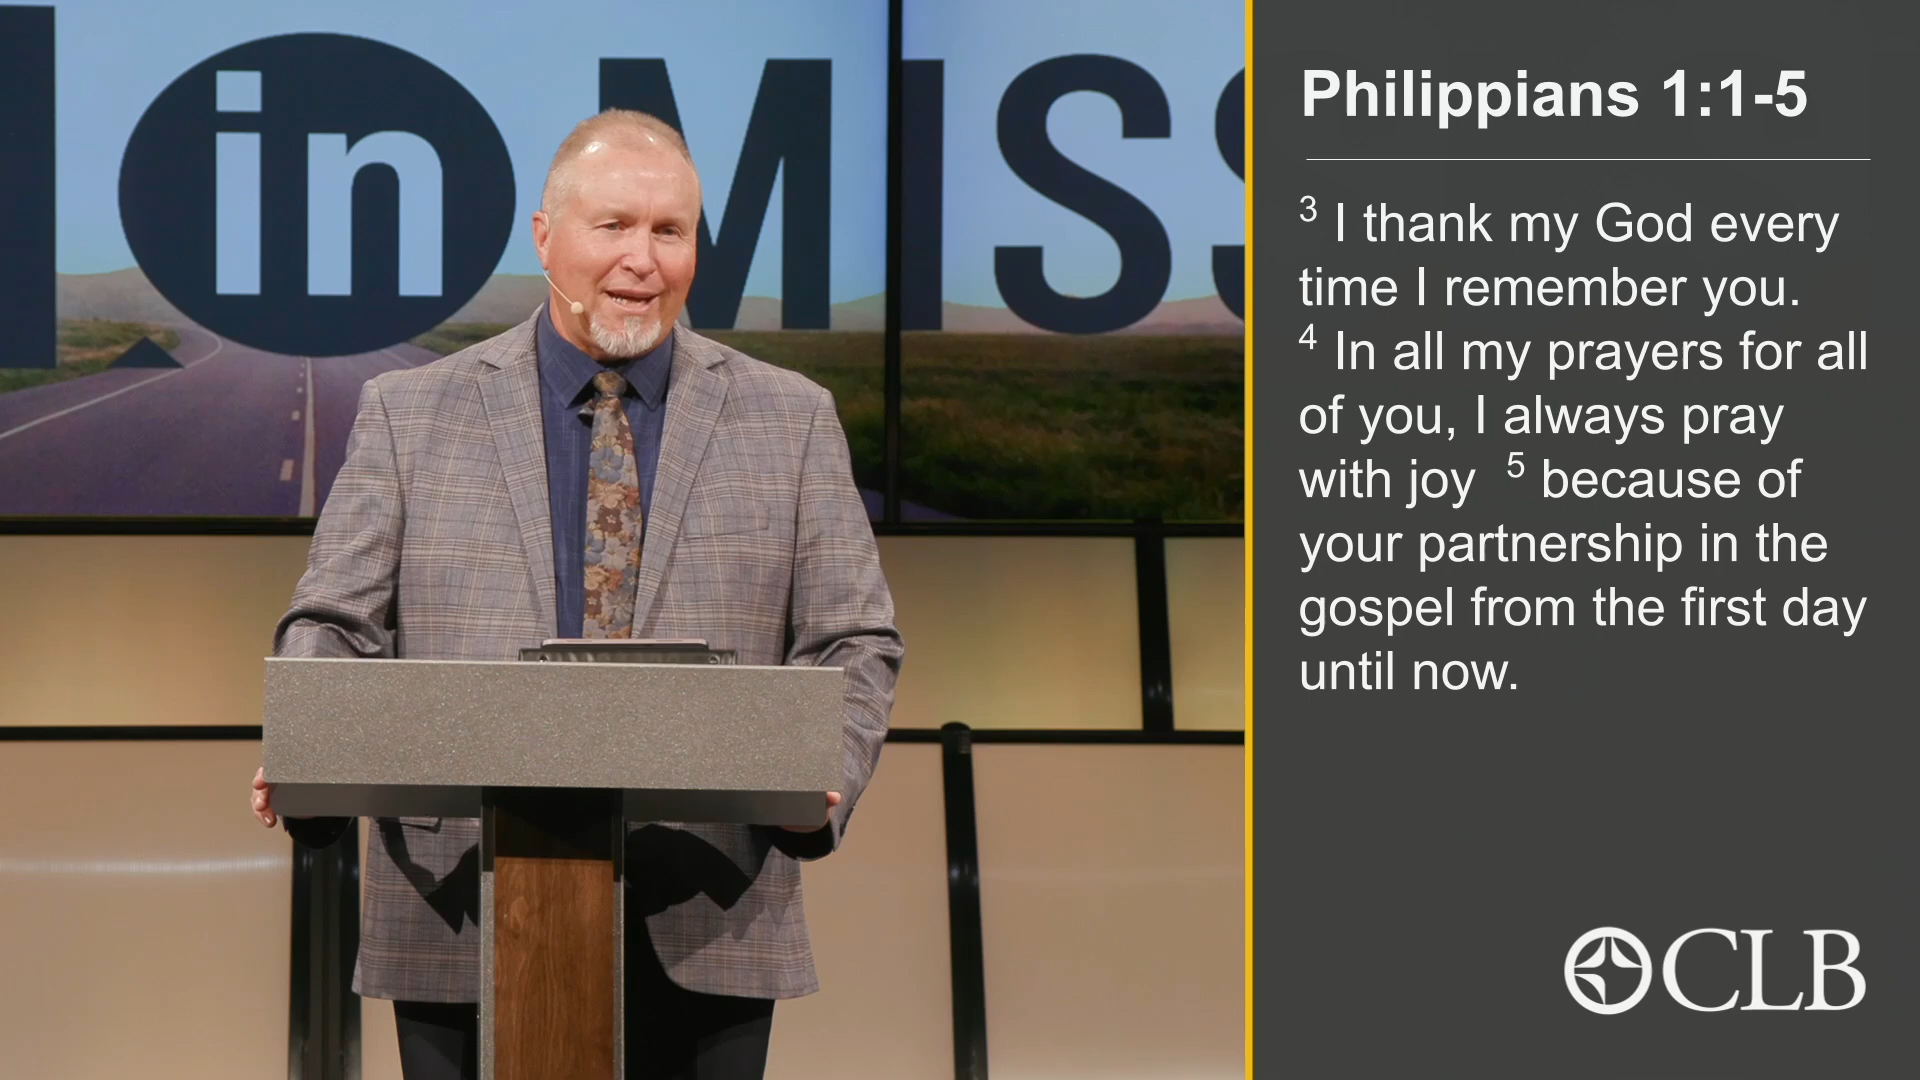 in MISS
Philippians 1:1-5
3 I thank my God every
time I remember you.
4 In all my prayers for all
of you, I always pray
with joy 5 because of
your partnership in the
gospel from the first day
until now.
CLB